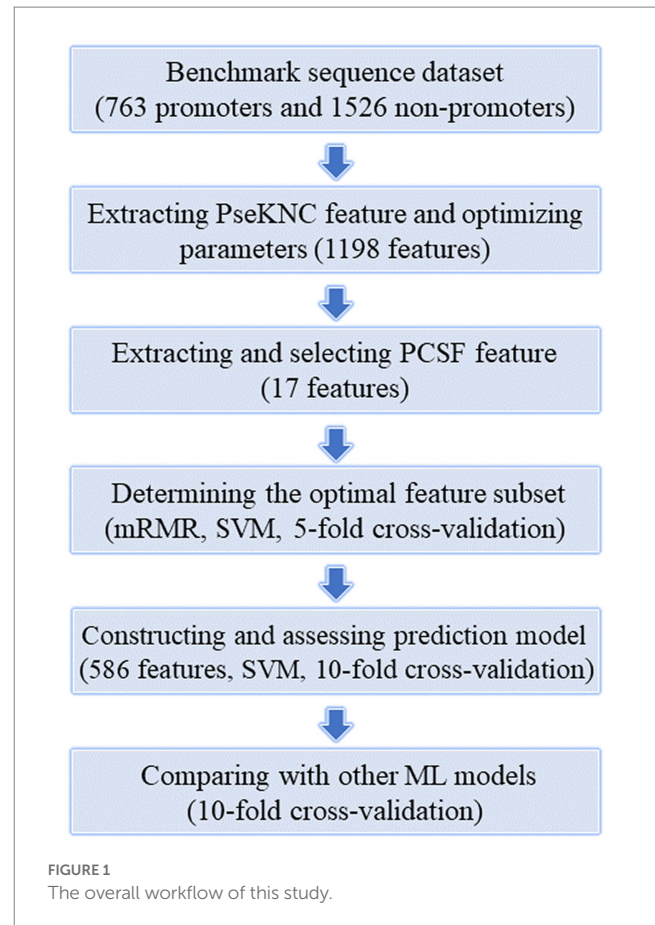 Benchmark sequence dataset
(763 promoters and 1526 non-promoters)
Extracting PseKNC feature and optimizing
parameters (1198 features)
Extracting and selecting PCSF feature
(17 features)
Determining the optimal feature subset
(mRMR, SVM, 5-fold cross-validation)
Constructing and assessing prediction model
(586 features, SVM, 10-fold cross-validation)
Comparing with other ML models
(10-fold cross-validation)
FIGURE 1
The overall workflow of this study.